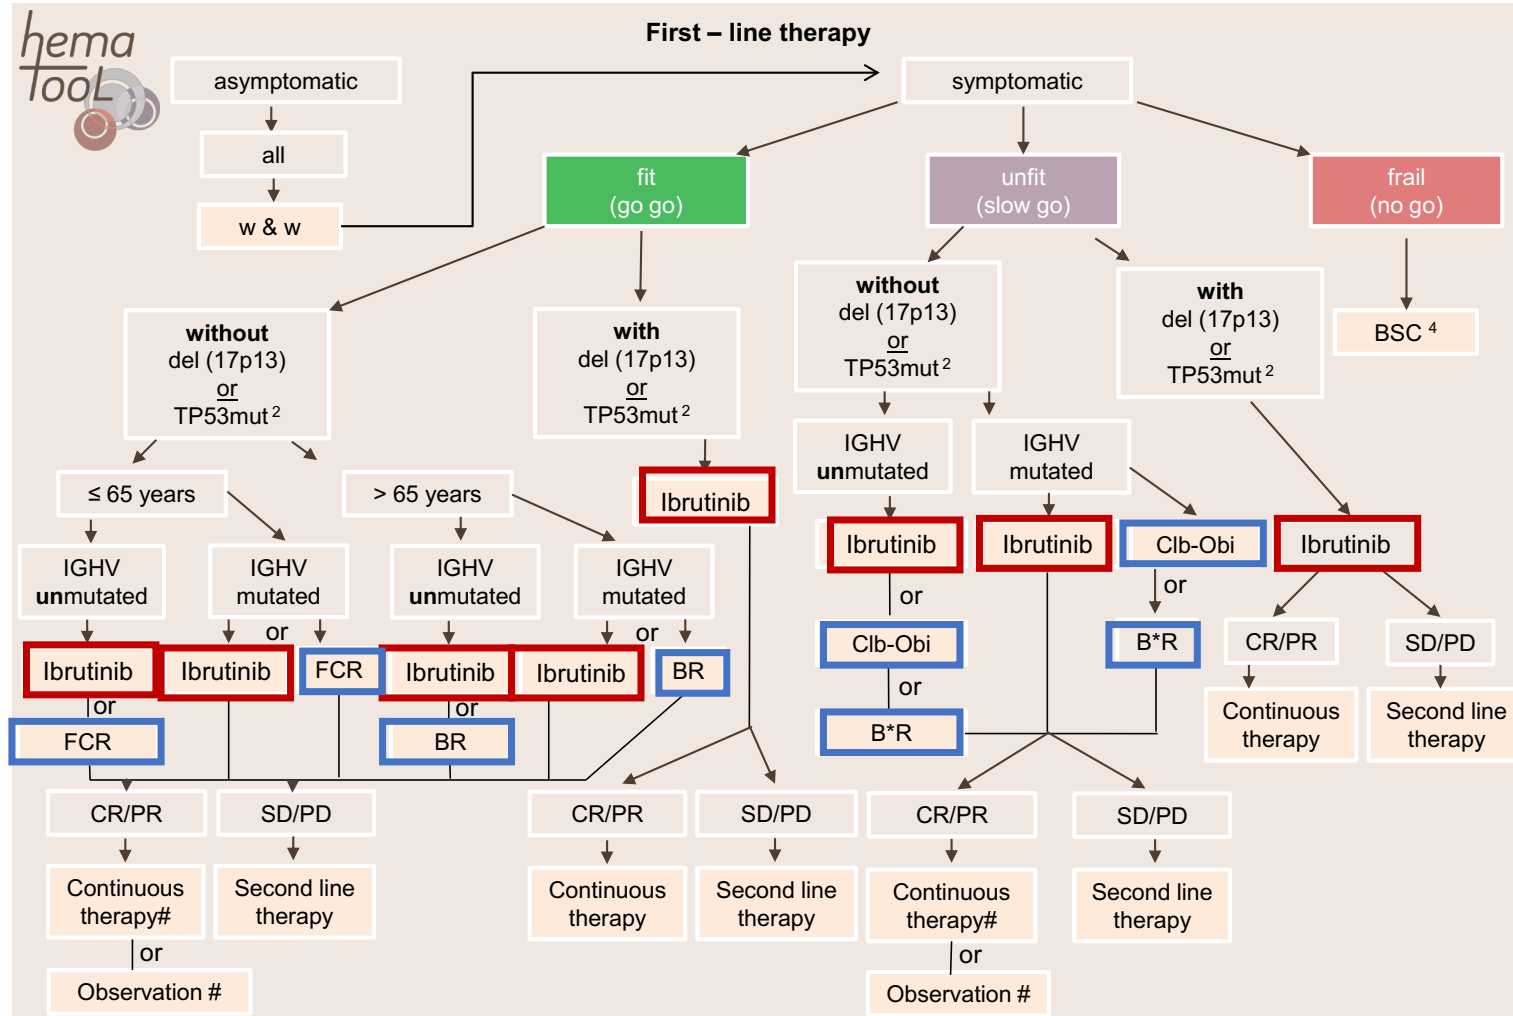 hema
Tool
First – line therapy
asymptomatic
symptomatic
all
w & w
fit
(go go)
unfit
(slow go)
frail
(no go)
without
del (17p13)
or
TP53mut 2
with
del (17p13)
or
TP53mut 2
without
del (17p13)
or
TP53mut 2
with
del (17p13)
or
TP53mut 2
BSC 4
≤ 65 years
> 65 years
Ibrutinib
IGHV
unmutated
IGHV
mutated
IGHV
unmutated
IGHV
mutated
IGHV
unmutated
IGHV
mutated
or
or
Ibrutinib
Ibrutinib
FCR
Ibrutinib
Ibrutinib
BR
or
FCR
or
BR
Ibrutinib
Ibrutinib
Clb-Obi
Ibrutinib
or
or
Clb-Obi
B*R
or
B*R
CR/PR
SD/PD
Continuous
therapy
Second line
therapy
CR/PR
SD/PD
CR/PR
SD/PD
CR/PR
SD/PD
Continuous
therapy#
Second line
therapy
Continuous
therapy
Second line
therapy
Continuous
therapy#
Second line
therapy
or
Observation #
or
Observation #